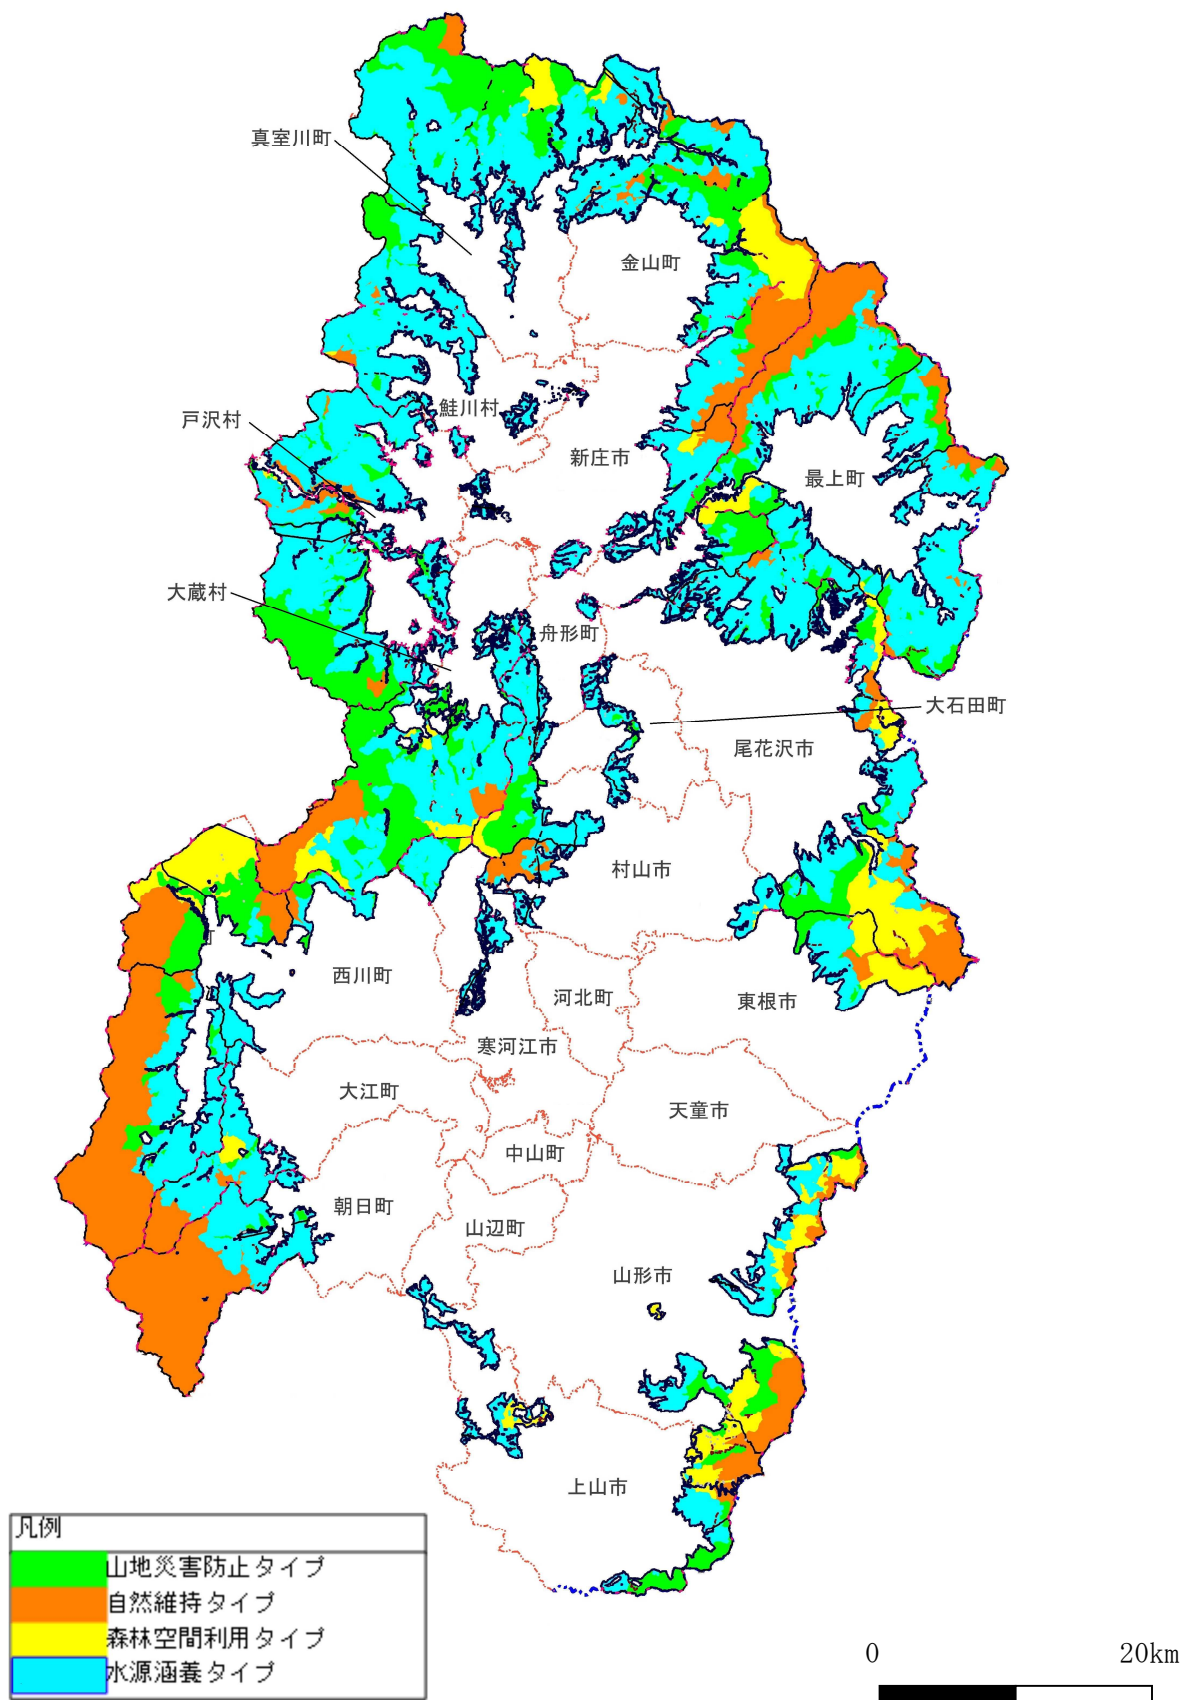 真室川町
金山町
鮭川村
戸沢村
新庄市
最上町
大蔵村
舟形町
大石田町
尾花沢市
村山市
西川町
河北町
東根市
寒河江市
大江町
天童市
中山町
朝日町
山辺町
山形市
上山市
凡例
山地災害防止タイプ
自然維持タイプ
森林空間利用タイプ
水源涵養タイプ
0 20km